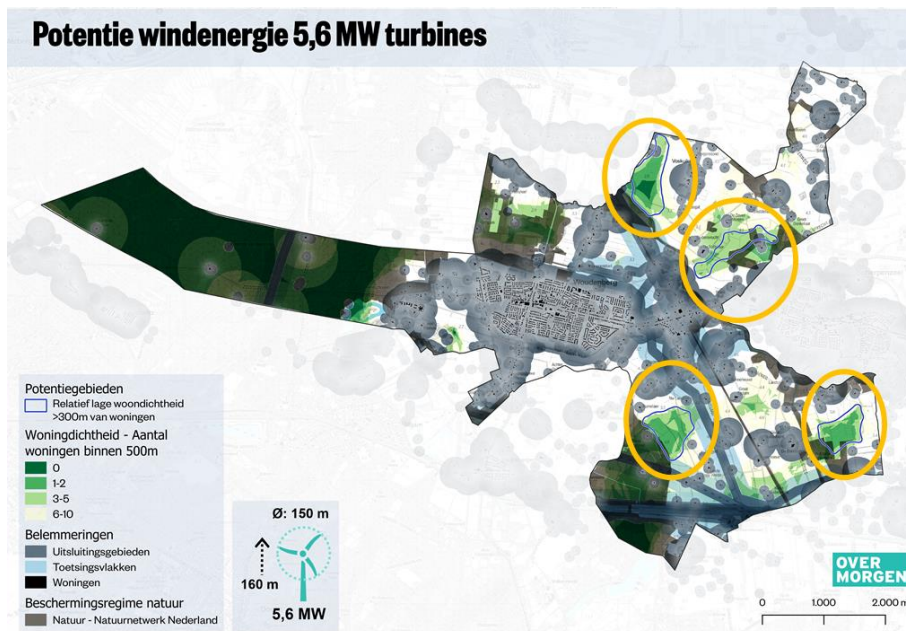 Potentie windenergie 5,6 MW turbines
Potentiegebieden
Relatief lage woondichtheid
>300m van woningen
Woningdichtheid - Aantal
woningen binnen 500m
0
1-2
3-5
6-10
Belemmeringen
Uitsluitingsgebieden
Toetsingsvlakken
Woningen
Beschermingsregime natuur
Natuur - Natuurnetwerk Nederland
Ø: 150 m
160 m
5,6 MW
OVER
MORGEN
0 1.000 2.000 m